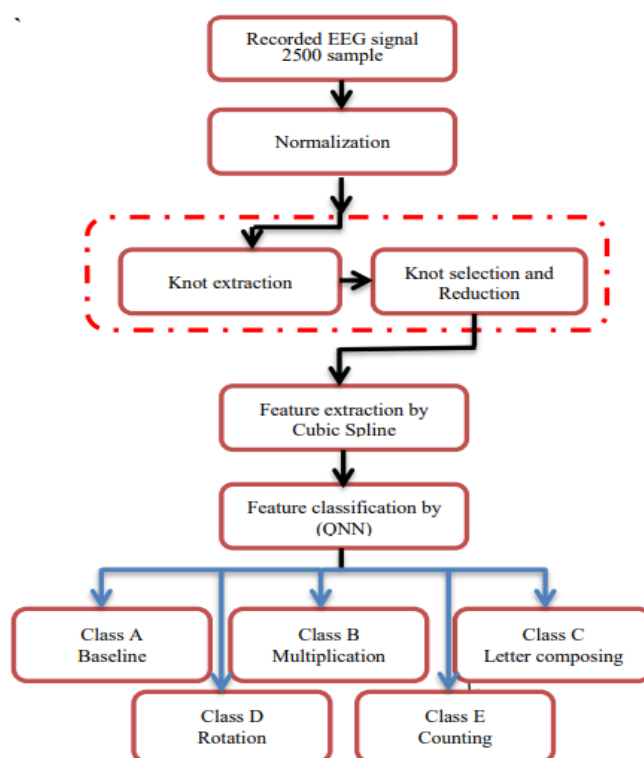 `
Recorded EEG signal
2500 sample
Normalization
Knot extraction
Knot selection and
Reduction
Feature extraction by
Cubic Spline
Feature classification by
(QNN)
Class A
Baseline
Class B
Multiplication
Class C
Letter composing
Class D
Rotation
Class E
Counting